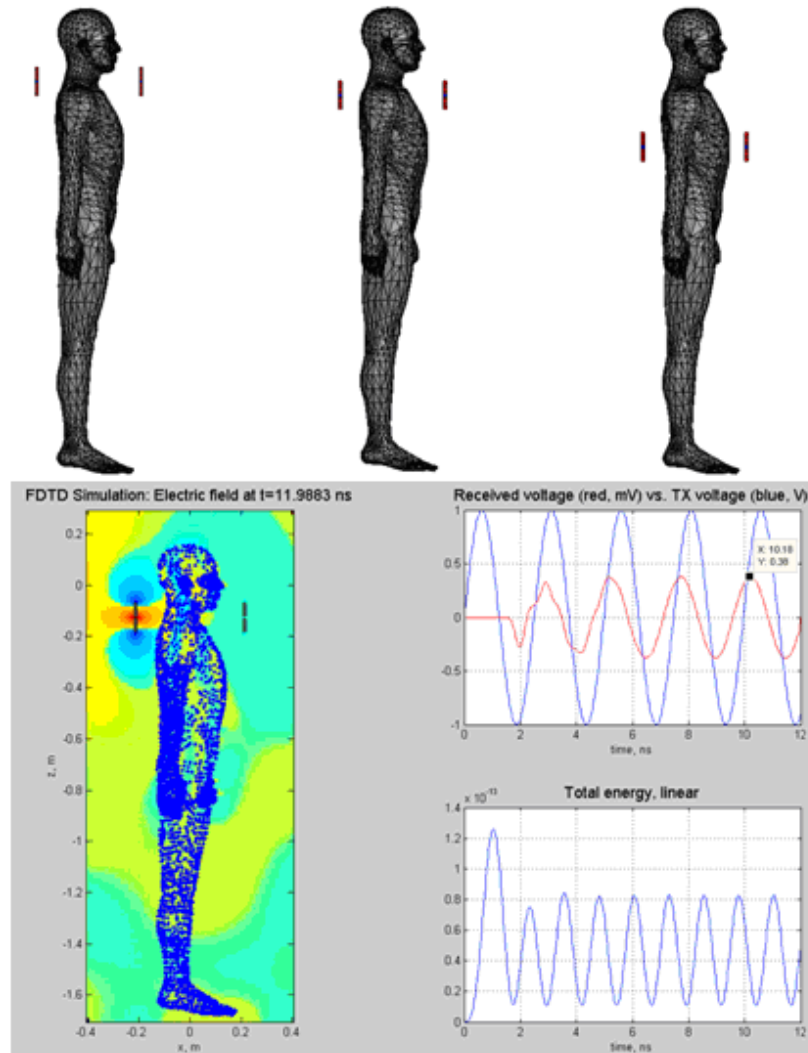 FDTD Simulation: Electric field at t=11.9883 ns
0.2
0
-0.2
-0.4
-0.6
-0.8
-1
-1.2
-1.4
-1.6
z, m
-0.4 -0.2 0 0.2 0.4
x, m
Received voltage (red, mV) vs. TX voltage (blue, V)
1
0.5
0
-0.5
-1
X: 10.18
Y: 0.38
0 2 4 6 8 10 12
time, ns
Total energy, linear
x 10⁻¹³
1.4
1.2
1
0.8
0.6
0.4
0.2
0
0 2 4 6 8 10 12
time, ns